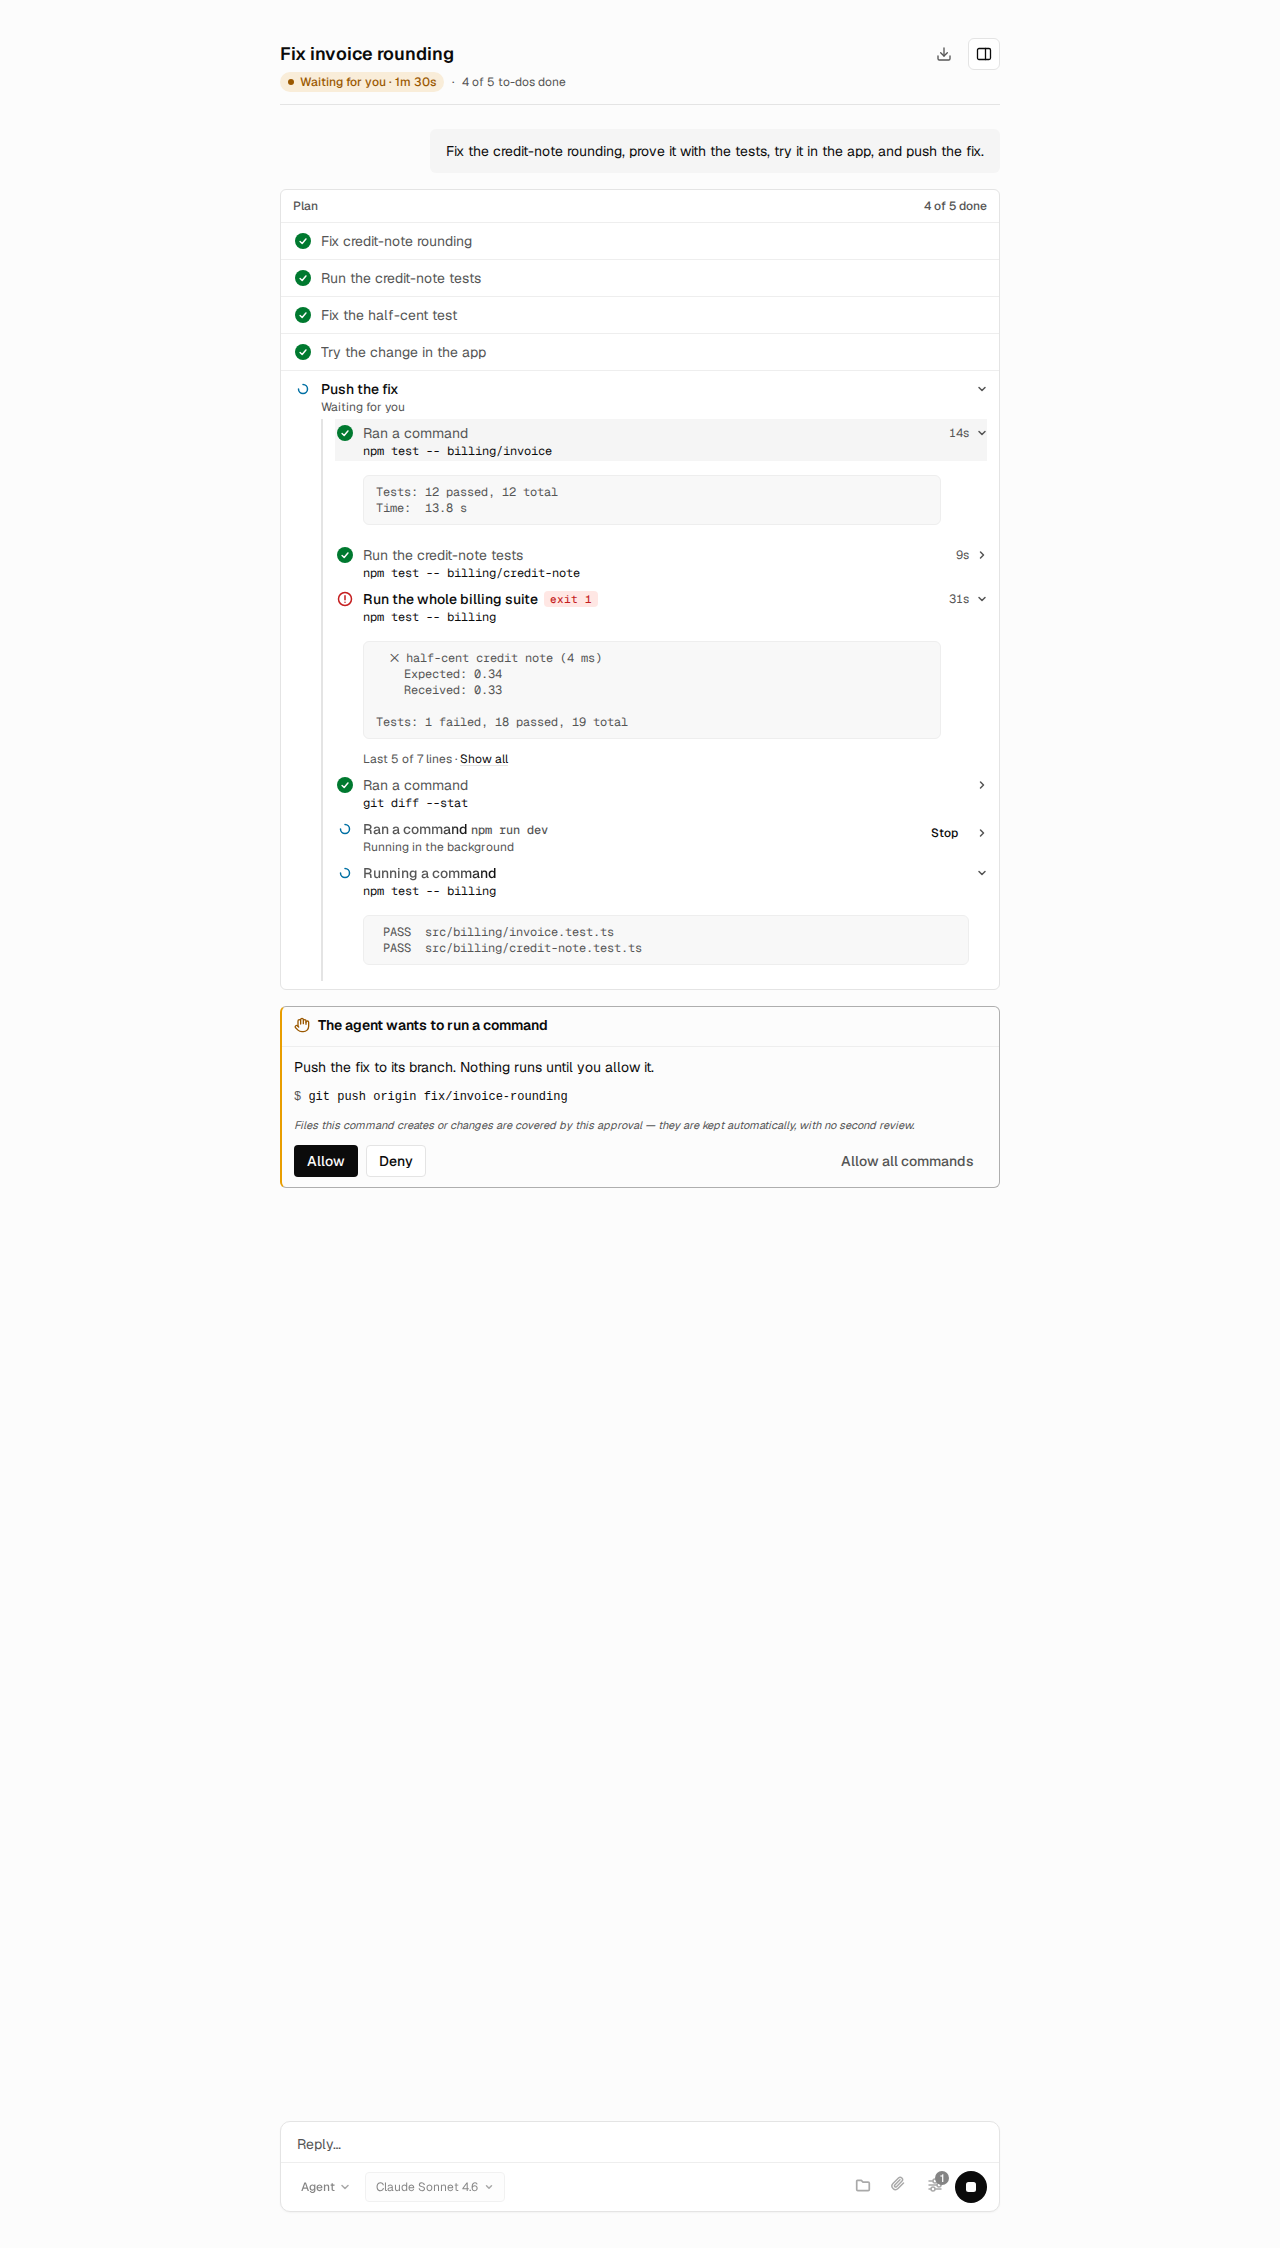 Fix invoice rounding
Waiting for you · 1m 30s · 4 of 5 to-dos done
Fix the credit-note rounding, prove it with the tests, try it in the app, and push the fix.
Plan 4 of 5 done
Fix credit-note rounding
Run the credit-note tests
Fix the half-cent test
Try the change in the app
Push the fix
Waiting for you
Ran a command 14s
npm test -- billing/invoice
Tests: 12 passed, 12 total
Time: 13.8 s
Run the credit-note tests 9s
npm test -- billing/credit-note
Run the whole billing suite exit 1 31s
npm test -- billing
✕ half-cent credit note (4 ms)
Expected: 0.34
Received: 0.33
Tests: 1 failed, 18 passed, 19 total
Last 5 of 7 lines · Show all
Ran a command
git diff --stat
Ran a command npm run dev Stop
Running in the background
Running a command
npm test -- billing
PASS src/billing/invoice.test.ts
PASS src/billing/credit-note.test.ts
The agent wants to run a command
Push the fix to its branch. Nothing runs until you allow it.
$ git push origin fix/invoice-rounding
Files this command creates or changes are covered by this approval — they are kept automatically, with no second review.
Allow Deny Allow all commands
Reply…
Agent Claude Sonnet 4.6 1